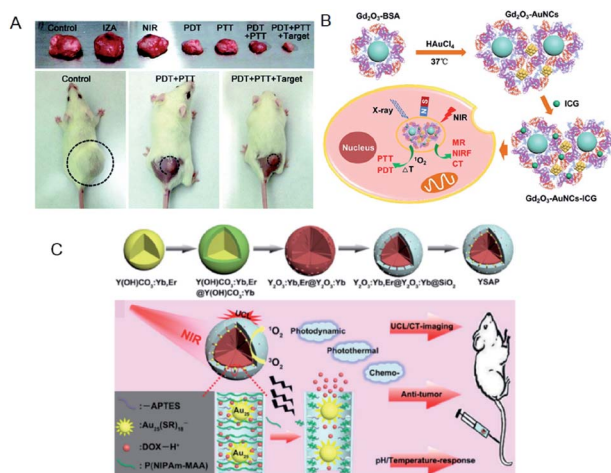 A
Control IZA NIR PDT PTT PDT +PTT PDT+PTT +Target
Control PDT+PTT PDT+PTT+Target
B
Gd₂O₃-BSA
Gd₂O₃-AuNCs
HAuCl₄
37℃
ICG
Gd₂O₃-AuNCs-ICG
X-ray
N S
NIR
Nucleus
PTT
PDT
¹O₂
△T
MR
NIRF
CT
C
Y(OH)CO₃:Yb,Er
Y(OH)CO₃:Yb,Er
@Y(OH)CO₃:Yb
Y₂O₃:Yb,Er@Y₂O₃:Yb
Y₂O₃:Yb,Er@Y₂O₃:Yb@SiO₂
YSAP
NIR
UCL
¹O₂
³O₂
Photodynamic
Photothermal
Chemo-
UCL/CT-imaging
Anti-tumor
pH/Temperature-response
:~APTES
:Au₂₅(SR)₁₈⁻
:DOX-H⁺
:P(NIPAm-MAA)
Au₂₅
Au₂₅